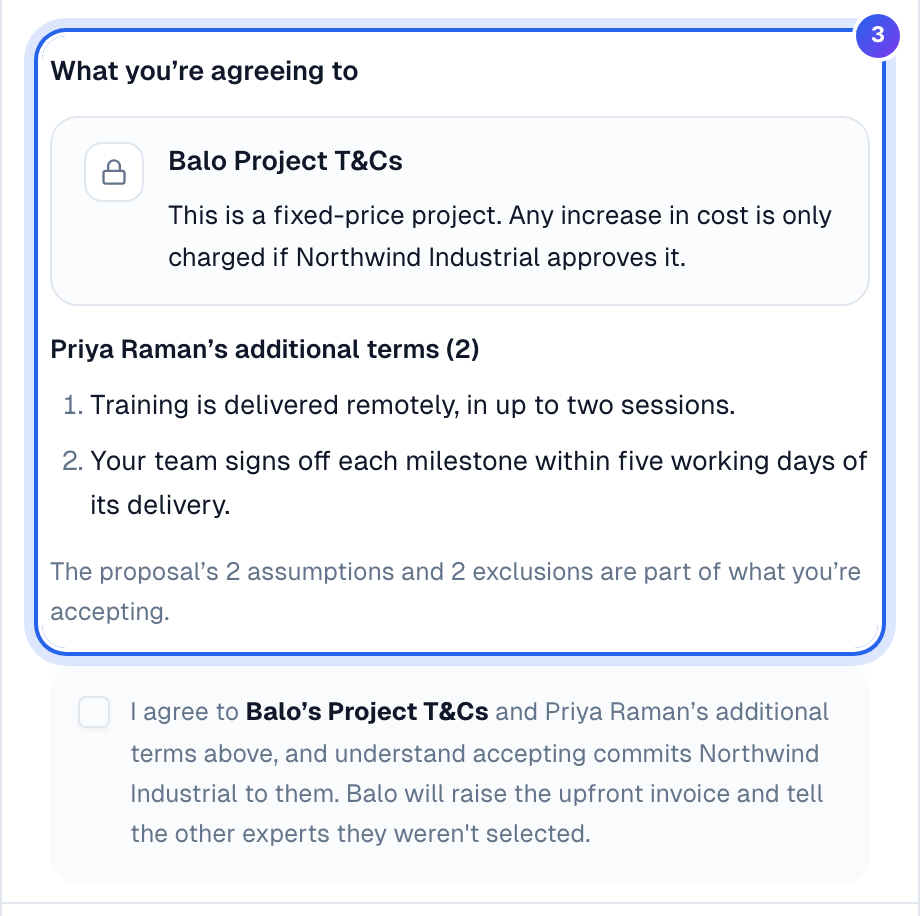 3
What you’re agreeing to
Balo Project T&Cs
This is a fixed-price project. Any increase in cost is only
charged if Northwind Industrial approves it.
Priya Raman’s additional terms (2)
1. Training is delivered remotely, in up to two sessions.
2. Your team signs off each milestone within five working days of
its delivery.
The proposal’s 2 assumptions and 2 exclusions are part of what you’re
accepting.
I agree to Balo’s Project T&Cs and Priya Raman’s additional
terms above, and understand accepting commits Northwind
Industrial to them. Balo will raise the upfront invoice and tell
the other experts they weren't selected.